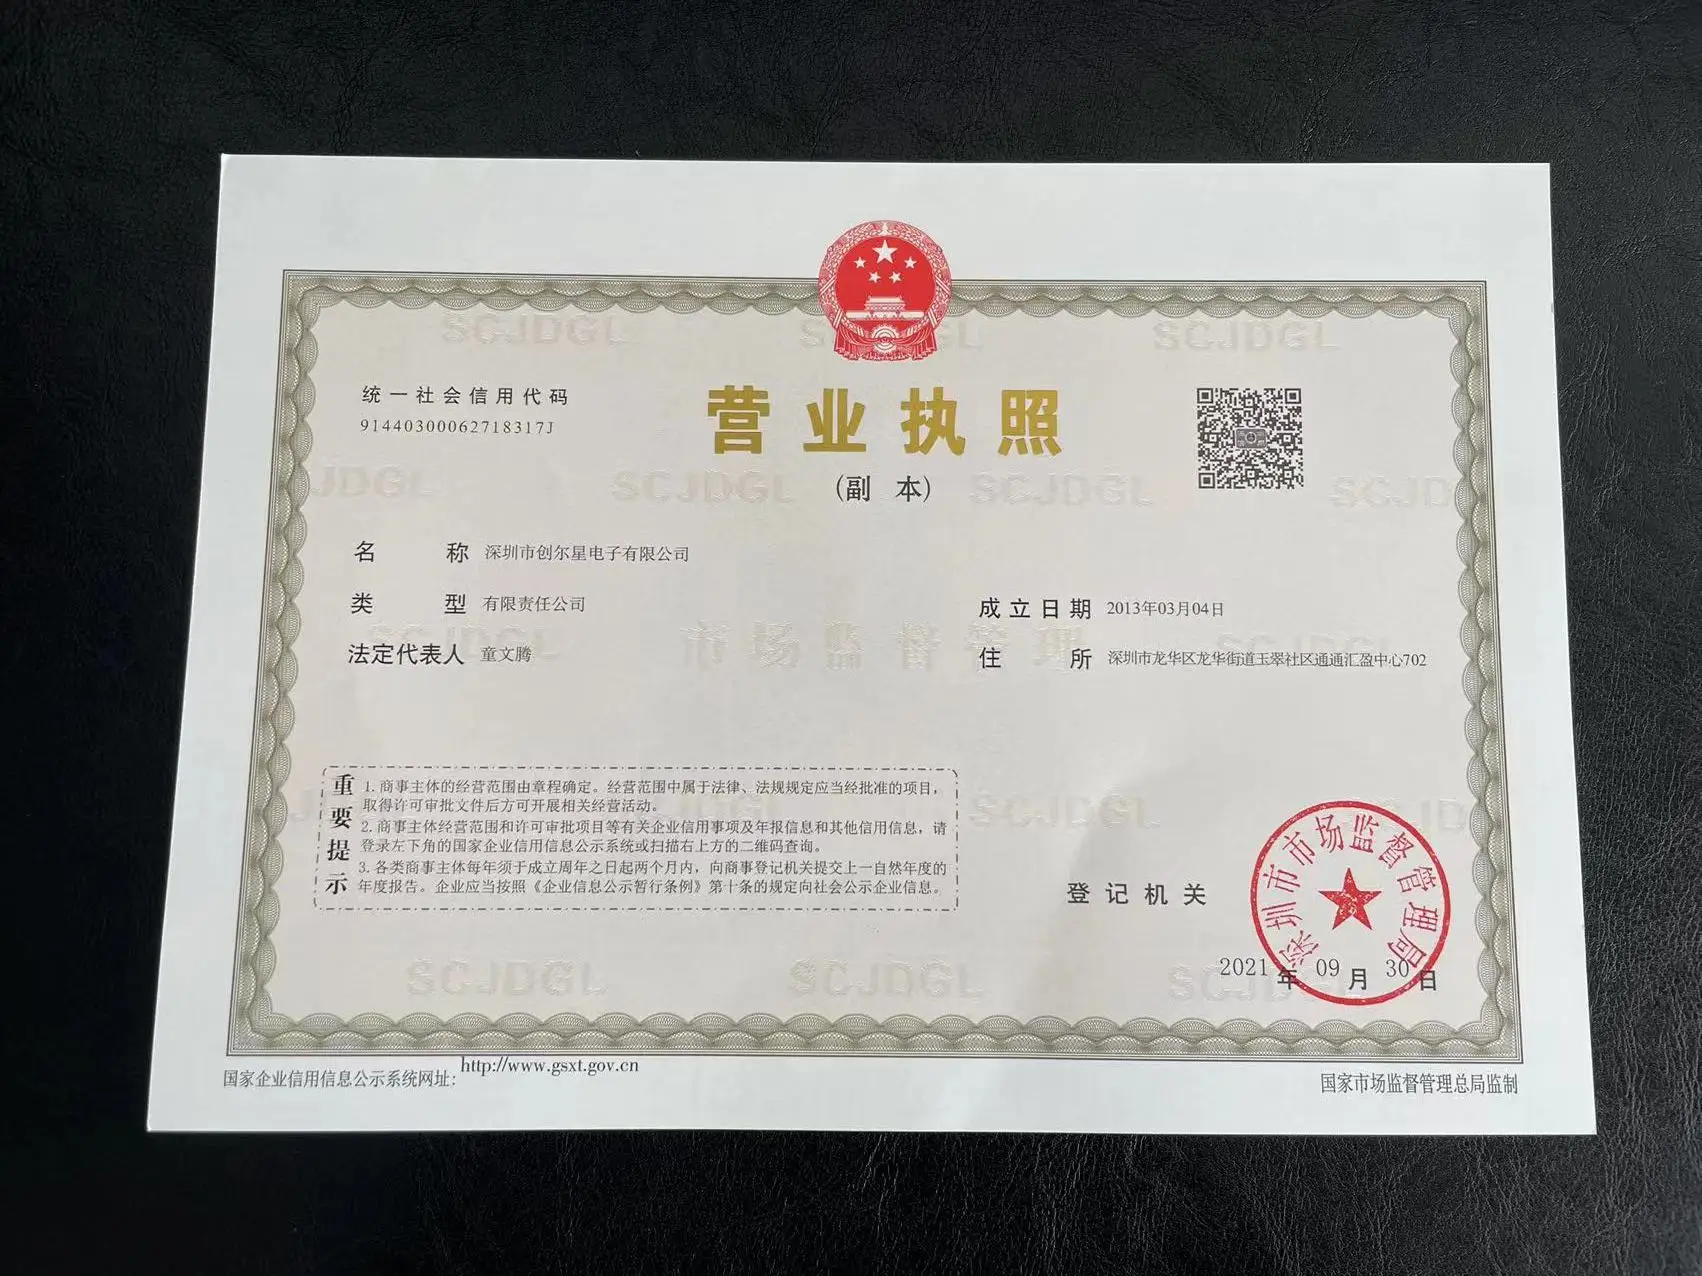 统一社会信用代码
91440300062718317J
营业执照
(副 本)
名 称 深圳市创尔星电子有限公司
类 型 有限责任公司
法定代表人 童文腾
成立日期 2013年03月04日
住 所 深圳市龙华区龙华街道玉翠社区通通汇盈中心702
重要提示
1. 商事主体的经营范围由章程确定。经营范围中属于法律、法规规定应当经批准的项目，
取得许可审批文件后方可开展相关经营活动。
2. 商事主体经营范围和许可审批项目等有关企业信用事项及年报信息和其他信用信息，请
登录左下角的国家企业信用信息公示系统或扫描右上方的二维码查询。
3. 各类商事主体每年须于成立周年之日起两个月内，向商事登记机关提交上一自然年度的
年度报告。企业应当按照《企业信息公示暂行条例》第十条的规定向社会公示企业信息。
登记机关
深圳市市场监督管理局
2021 年 09 月 30 日
国家企业信用信息公示系统网址: http://www.gsxt.gov.cn
国家市场监督管理总局监制
SCJDGL
市场监督管理